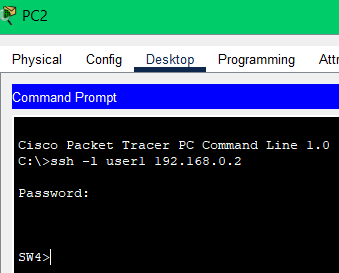 PC2
Physical Config Desktop Programming Attr
Command Prompt
Cisco Packet Tracer PC Command Line 1.0
C:\>ssh -l user1 192.168.0.2
Password:
SW4>